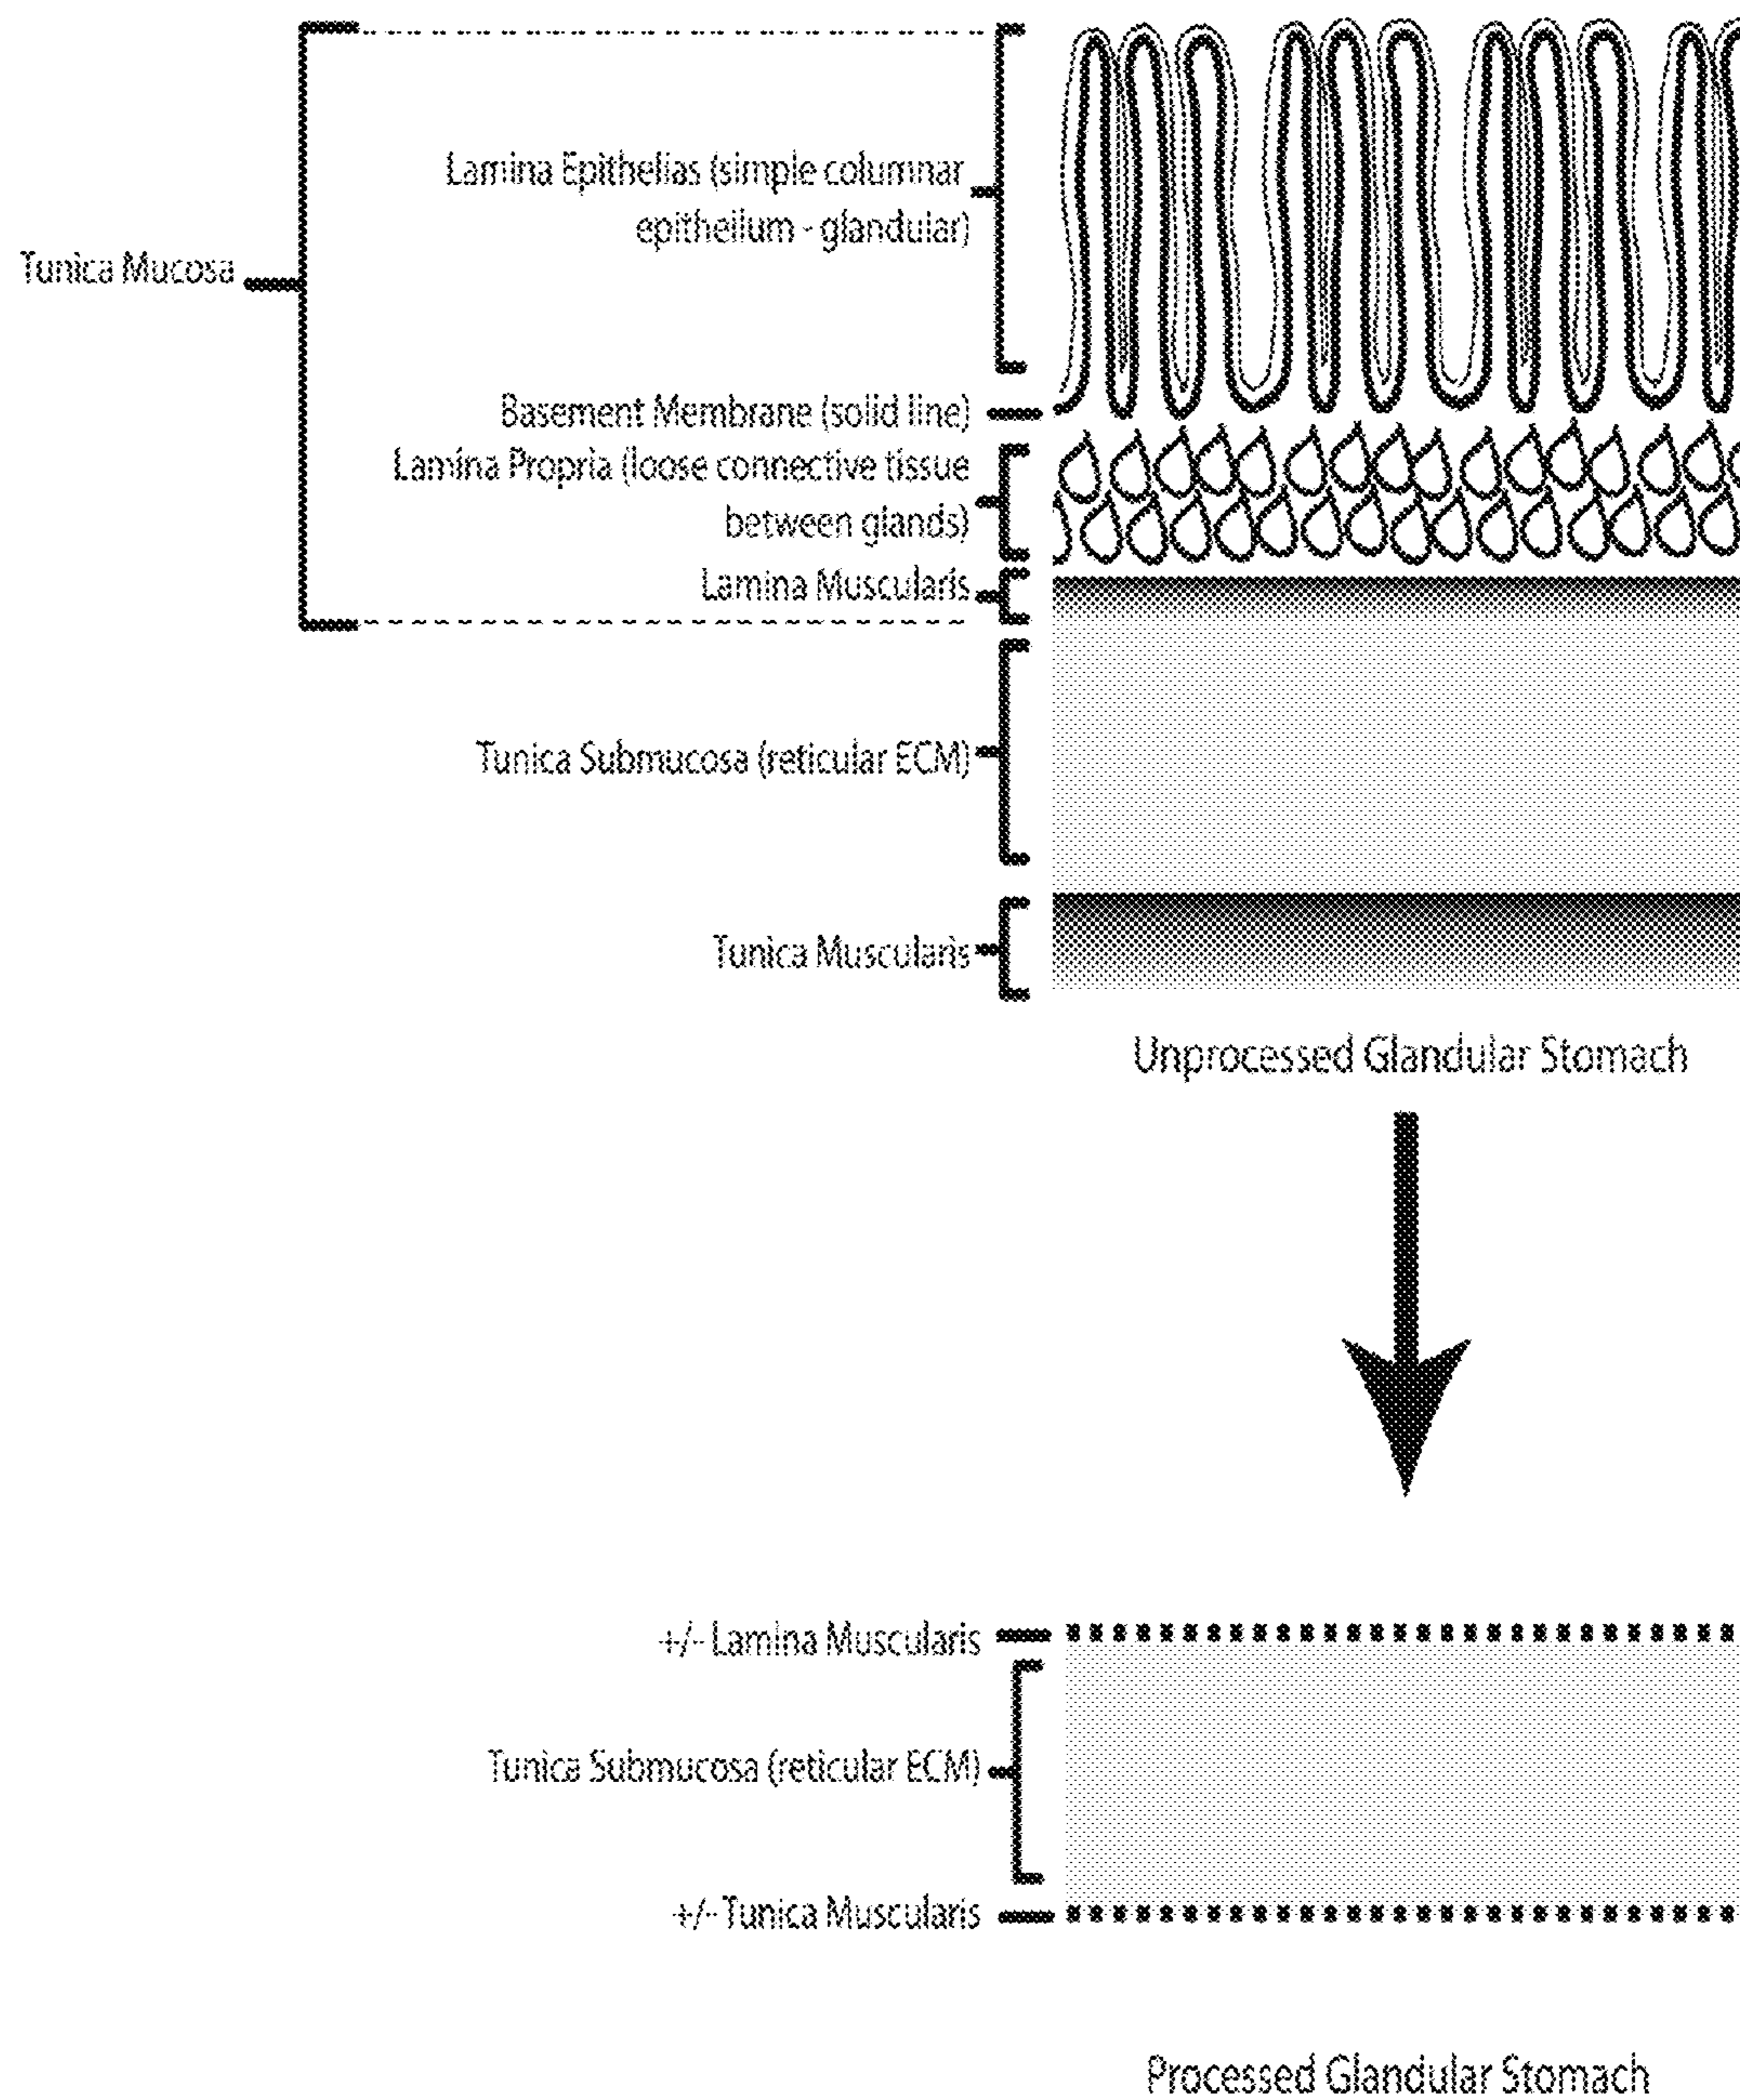 Lamina Epithelias (simple columnar
epithelium - glandular)
Tunica Mucosa
Basement Membrane (solid line)
Lamina Propria (loose connective tissue
between glands)
Lamina Muscularis
Tunica Submucosa (reticular ECM)
Tunica Muscularis
Unprocessed Glandular Stomach
+/- Lamina Muscularis
Tunica Submucosa (reticular ECM)
+/- Tunica Muscularis
Processed Glandular Stomach